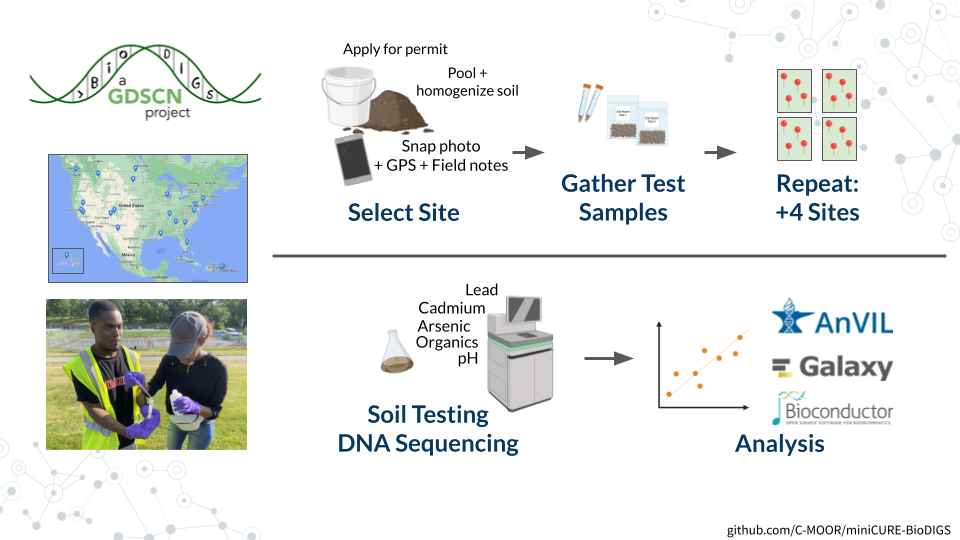 >BiODIGS
a
GDSCN
project
United States
Mexico
Apply for permit
Pool +
homogenize soil
Snap photo
+ GPS + Field notes
Select Site
Gather Test
Samples
Repeat:
+4 Sites
Lead
Cadmium
Arsenic
Organics
pH
Soil Testing
DNA Sequencing
AnVIL
Galaxy
Bioconductor
OPEN SOURCE SOFTWARE FOR BIOINFORMATICS
Analysis
github.com/C-MOOR/miniCURE-BioDIGS